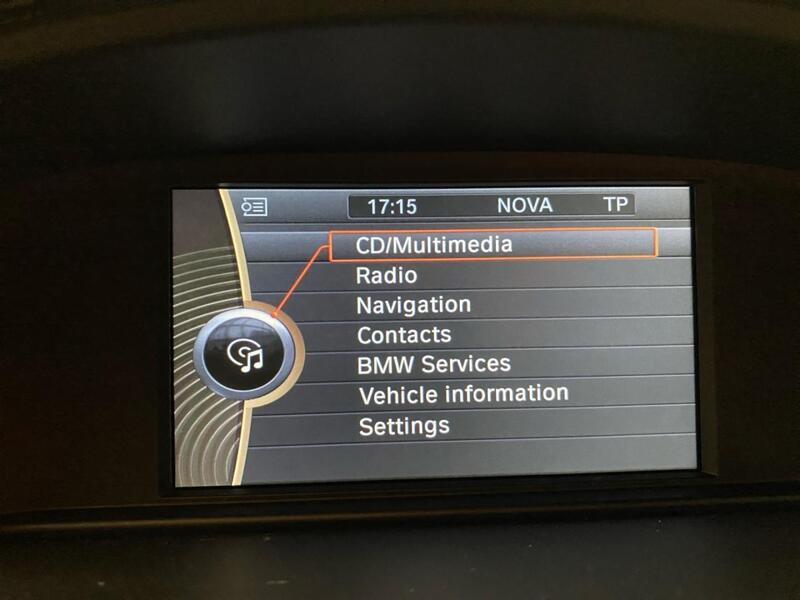 17:15 NOVA TP
CD/Multimedia
Radio
Navigation
Contacts
BMW Services
Vehicle information
Settings